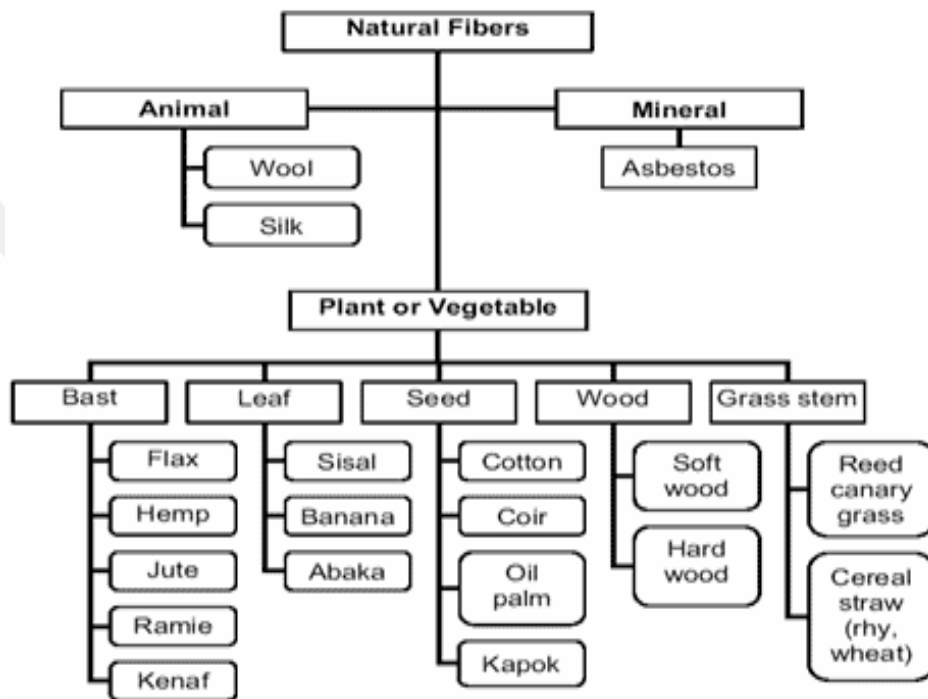 Natural Fibers
Animal
Mineral
Wool
Silk
Asbestos
Plant or Vegetable
Bast
Leaf
Seed
Wood
Grass stem
Flax
Hemp
Jute
Ramie
Kenaf
Sisal
Banana
Abaka
Cotton
Coir
Oil
palm
Kapok
Soft
wood
Hard
wood
Reed
canary
grass
Cereal
straw
(rhy,
wheat)